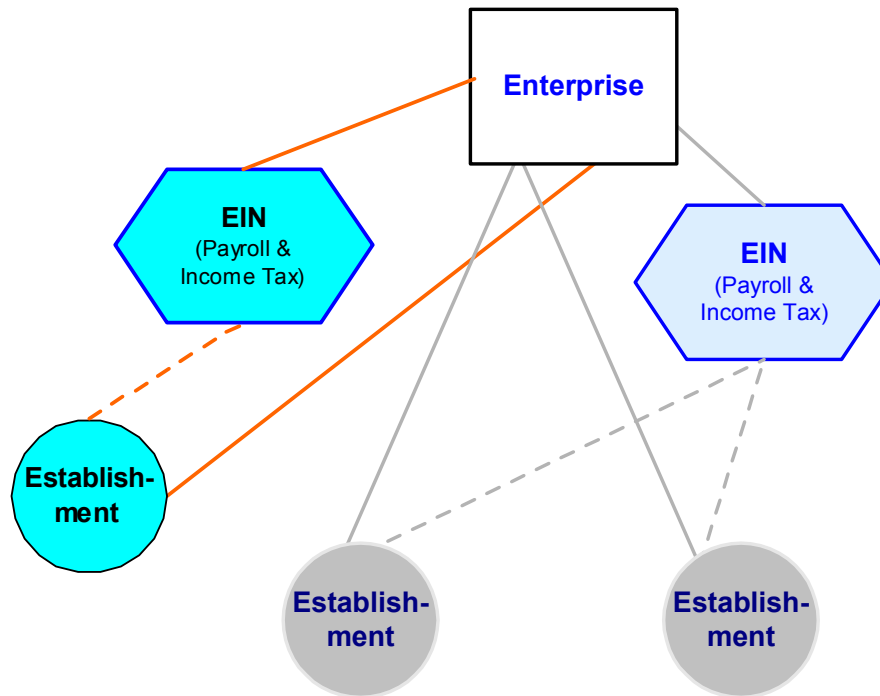 Enterprise
EIN
(Payroll &
Income Tax)
EIN
(Payroll &
Income Tax)
Establish-
ment
Establish-
ment
Establish-
ment